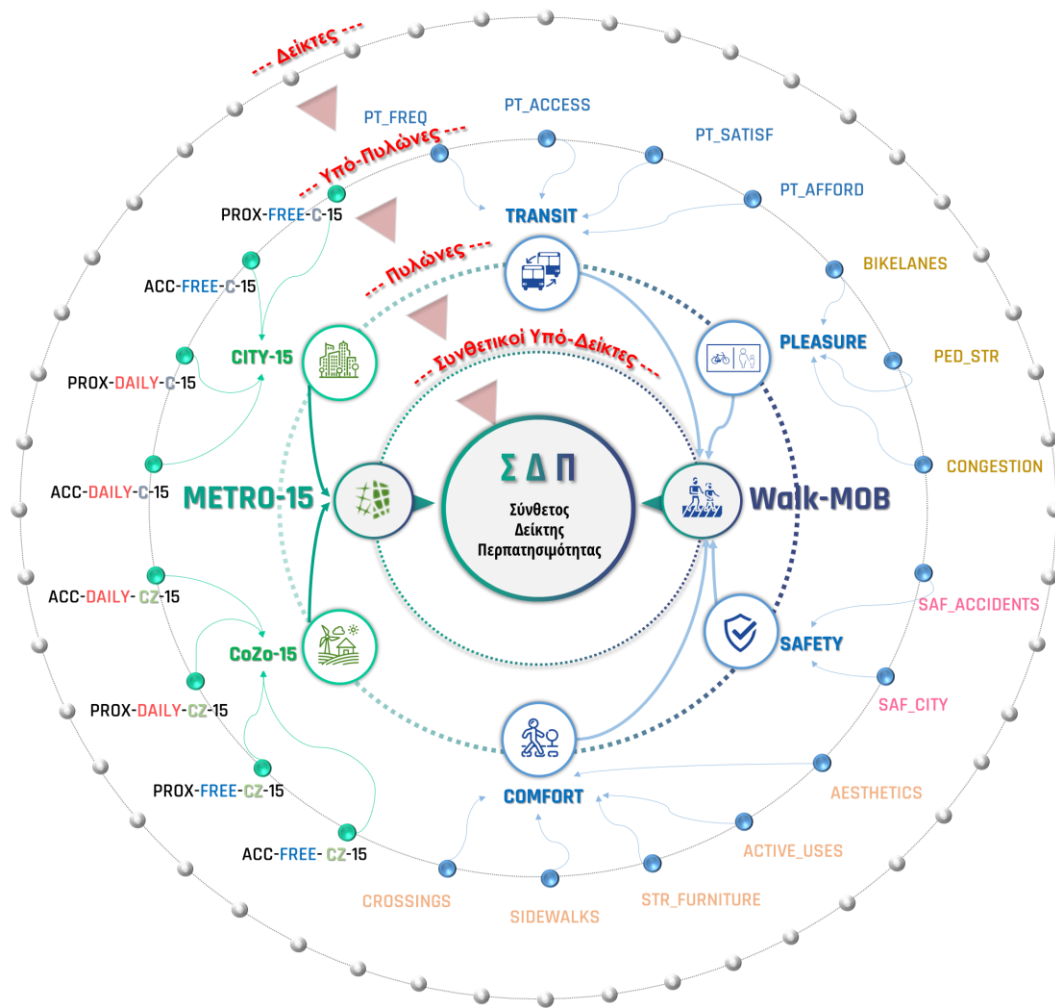 --- Δείκτες ---
PT_ACCESS
PT_FREQ
PT_SATISF
--- Υπό-Πυλώνες ---
PT_AFFORD
PROX-FREE-C-15
TRANSIT
--- Πυλώνες ---
BIKELANES
ACC-FREE-C-15
--- Συνθετικοί Υπό-Δείκτες ---
PLEASURE
CITY-15
PED_STR
PROX-DAILY-C-15
Σ Δ Π
CONGESTION
ACC-DAILY-C-15
METRO-15
Walk-MOB
Σύνθετος
Δείκτης
Περπατησιμότητας
ACC-DAILY- CZ-15
SAF_ACCIDENTS
CoZo-15
SAFETY
PROX-DAILY-CZ-15
SAF_CITY
PROX-FREE-CZ-15
COMFORT
AESTHETICS
ACC-FREE- CZ-15
ACTIVE_USES
CROSSINGS
STR_FURNITURE
SIDEWALKS